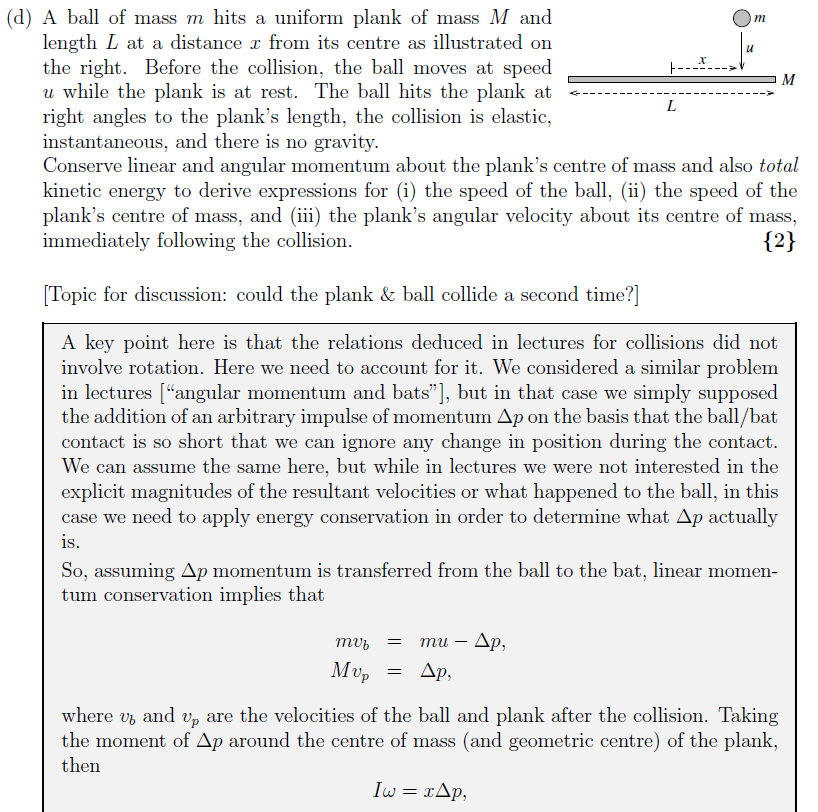 (d) A ball of mass m hits a uniform plank of mass M and
length L at a distance x from its centre as illustrated on
the right. Before the collision, the ball moves at speed
u while the plank is at rest. The ball hits the plank at
right angles to the plank's length, the collision is elastic,
instantaneous, and there is no gravity.
m
u
x
M
L
Conserve linear and angular momentum about the plank's centre of mass and also total
kinetic energy to derive expressions for (i) the speed of the ball, (ii) the speed of the
plank's centre of mass, and (iii) the plank's angular velocity about its centre of mass,
immediately following the collision. {2}
[Topic for discussion: could the plank & ball collide a second time?]
A key point here is that the relations deduced in lectures for collisions did not
involve rotation. Here we need to account for it. We considered a similar problem
in lectures ["angular momentum and bats"], but in that case we simply supposed
the addition of an arbitrary impulse of momentum Δp on the basis that the ball/bat
contact is so short that we can ignore any change in position during the contact.
We can assume the same here, but while in lectures we were not interested in the
explicit magnitudes of the resultant velocities or what happened to the ball, in this
case we need to apply energy conservation in order to determine what Δp actually
is.
So, assuming Δp momentum is transferred from the ball to the bat, linear momen-
tum conservation implies that
mv_b = mu − Δp,
Mv_p = Δp,
where v_b and v_p are the velocities of the ball and plank after the collision. Taking
the moment of Δp around the centre of mass (and geometric centre) of the plank,
then
Iω = xΔp,